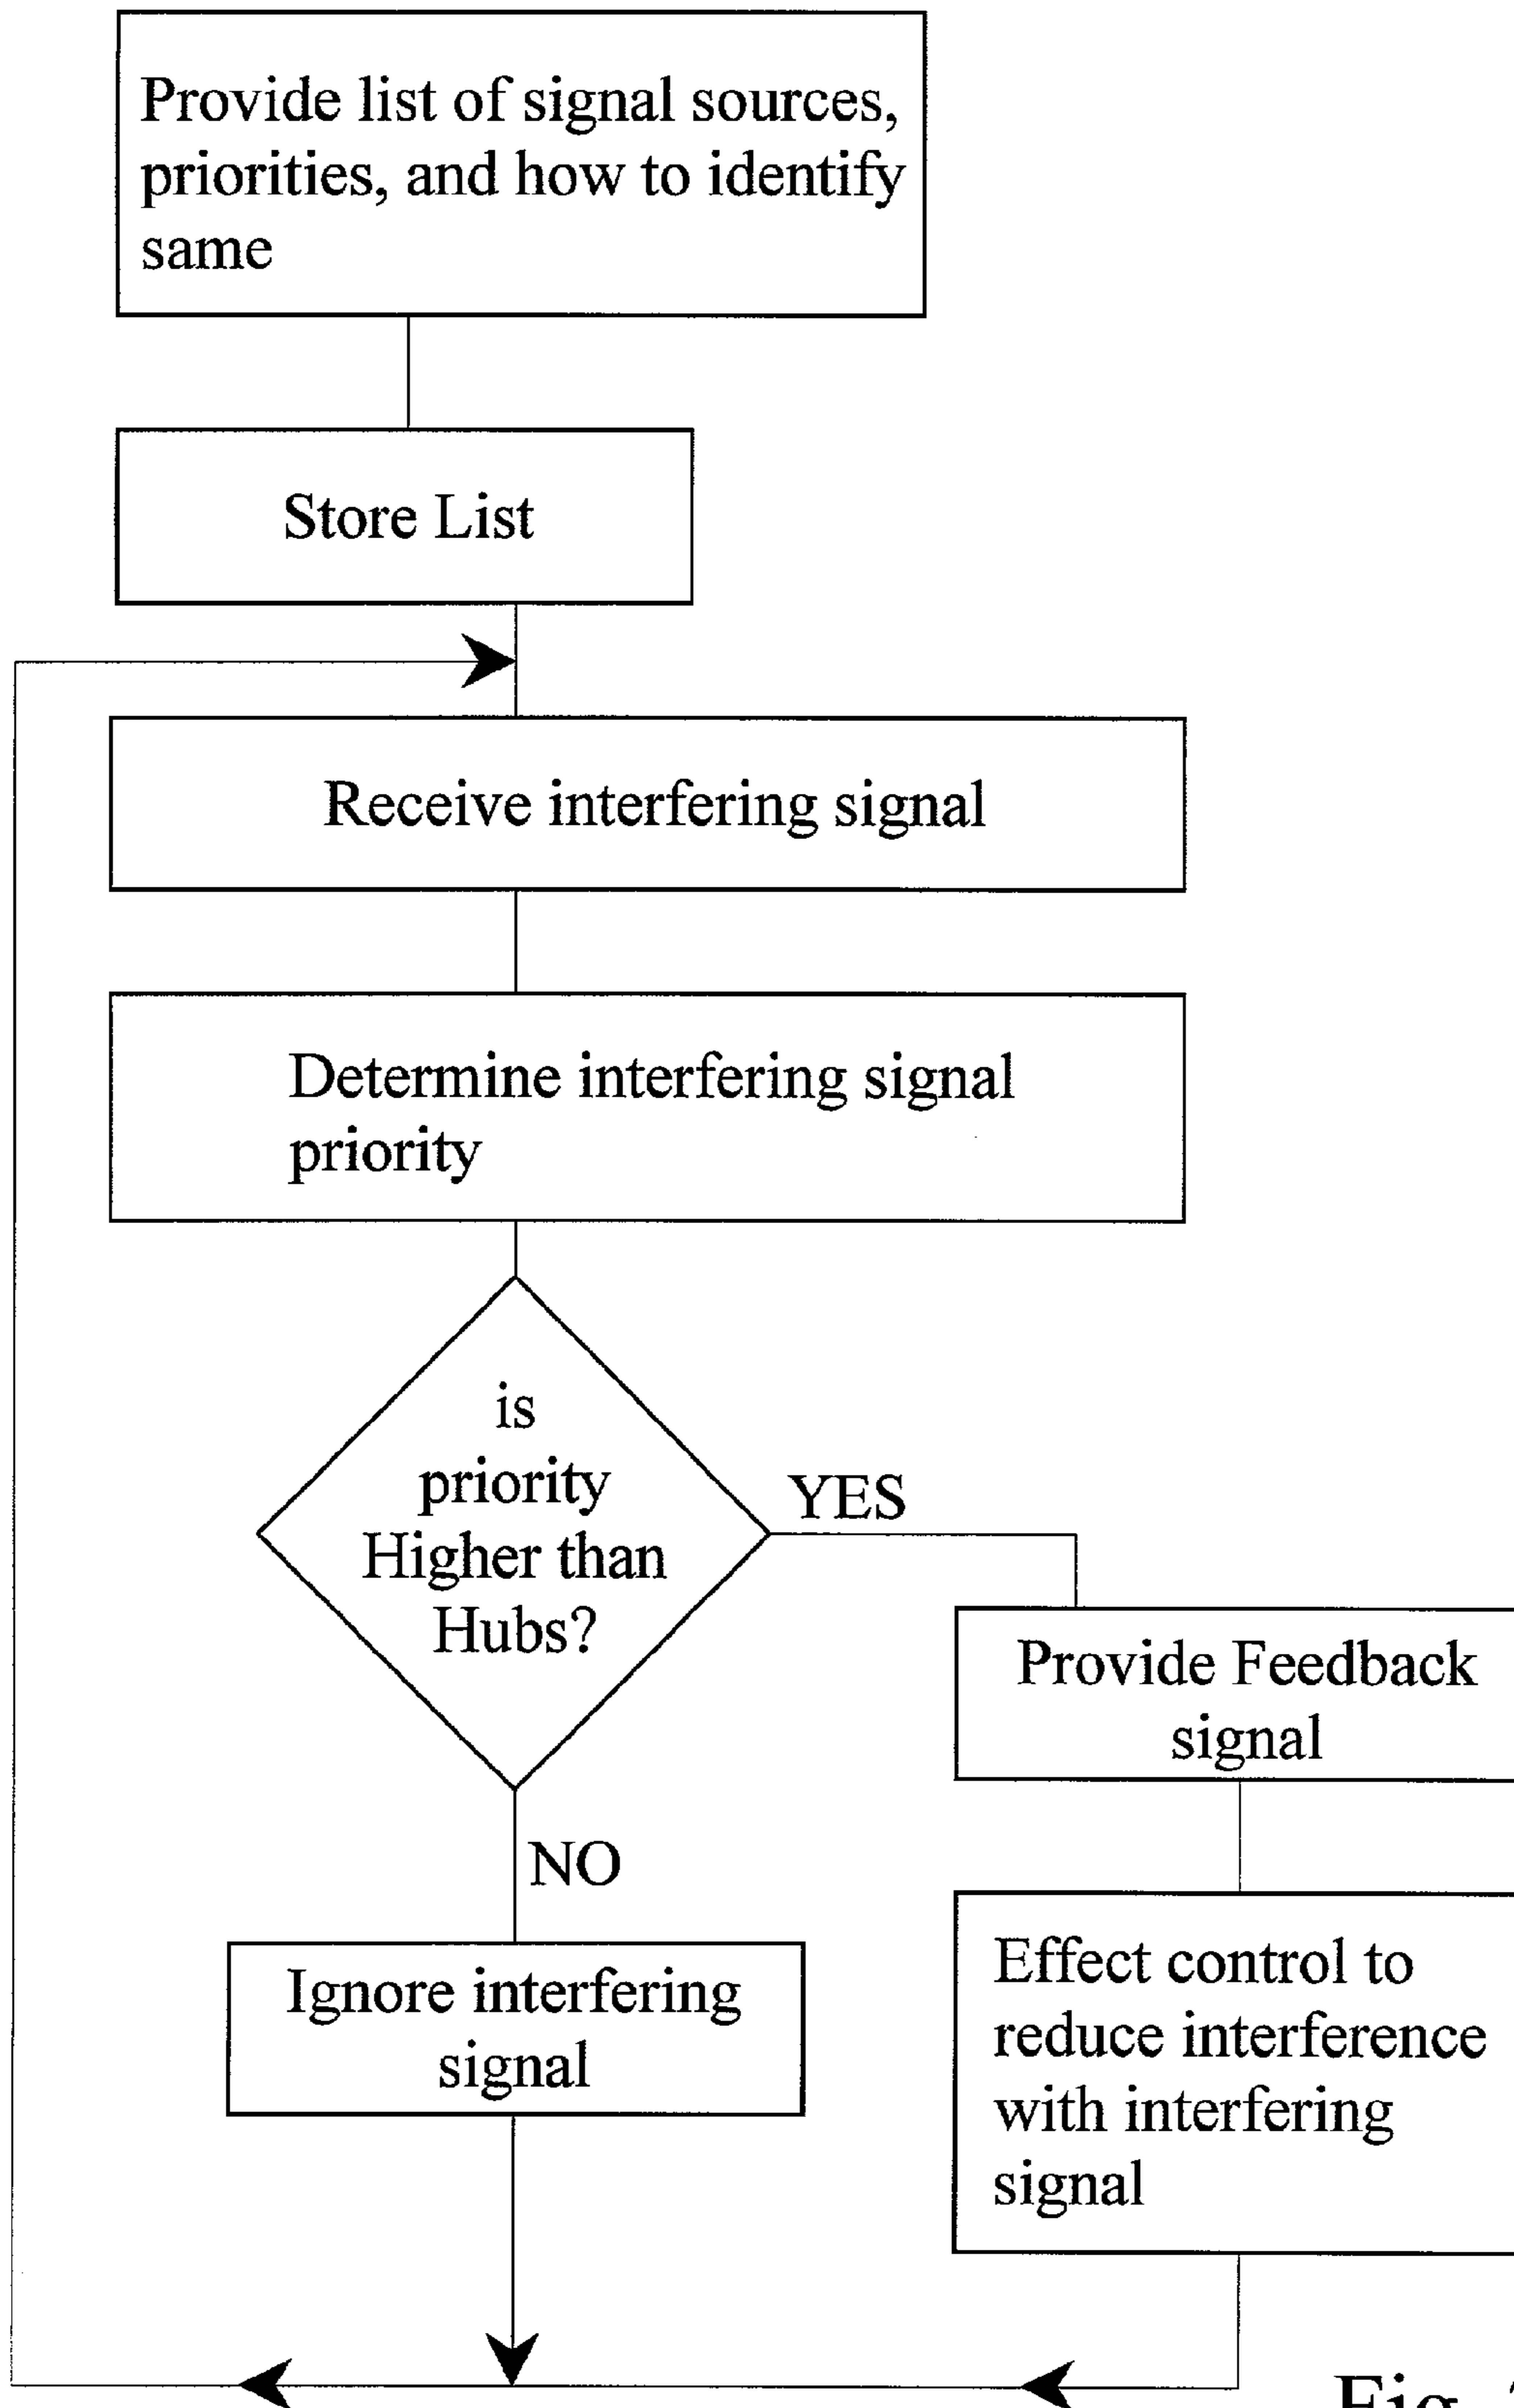 Provide list of signal sources,
priorities, and how to identify
same
Store List
Receive interfering signal
Determine interfering signal
priority
is
priority
Higher than
Hubs?
YES
NO
Provide Feedback
signal
Ignore interfering
signal
Effect control to
reduce interference
with interfering
signal
Fig.